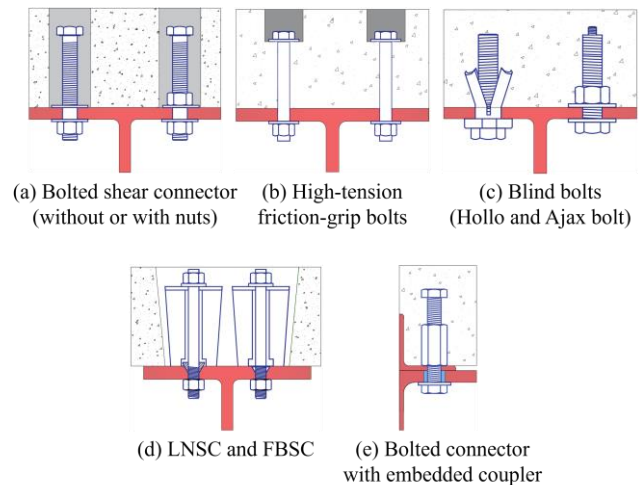 (a) Bolted shear connector
(without or with nuts)
(b) High-tension
friction-grip bolts
(c) Blind bolts
(Hollo and Ajax bolt)
(d) LNSC and FBSC
(e) Bolted connector
with embedded coupler